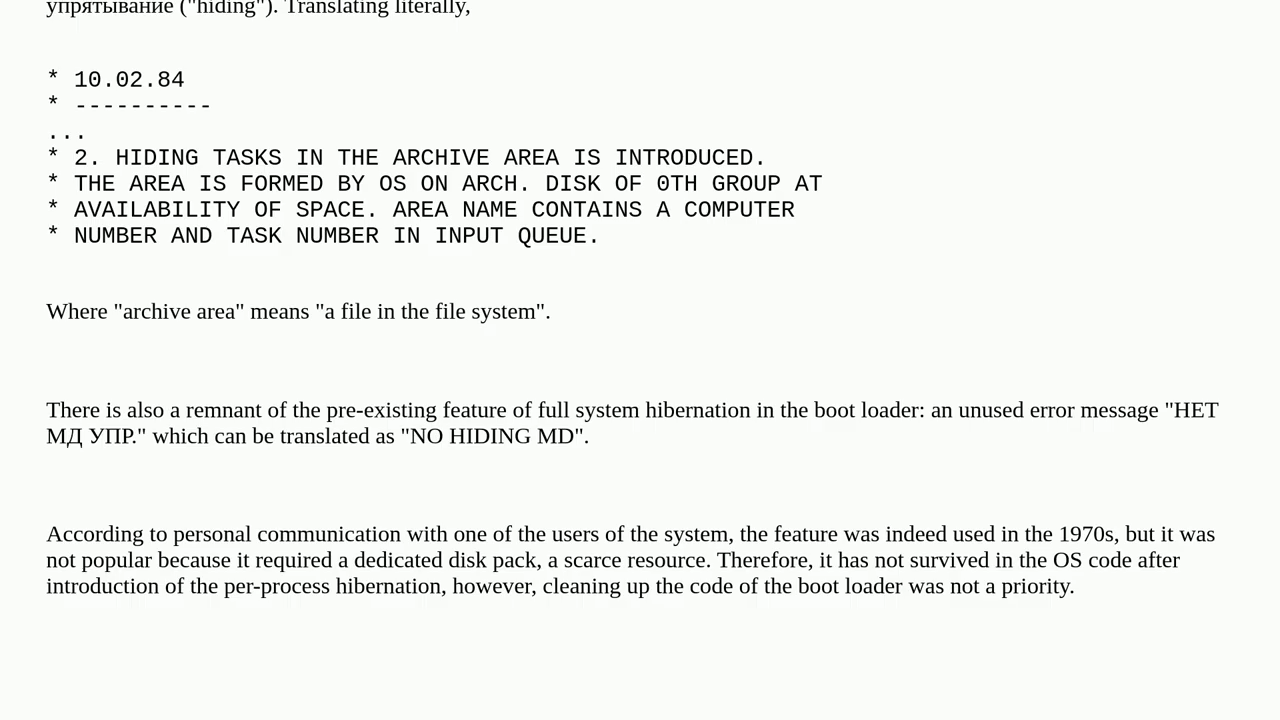 упрятывание ("hiding"). Translating literally,
* 10.02.84
* ----------
...
* 2. HIDING TASKS IN THE ARCHIVE AREA IS INTRODUCED.
* THE AREA IS FORMED BY OS ON ARCH. DISK OF 0TH GROUP AT
* AVAILABILITY OF SPACE. AREA NAME CONTAINS A COMPUTER
* NUMBER AND TASK NUMBER IN INPUT QUEUE.
Where "archive area" means "a file in the file system".
There is also a remnant of the pre-existing feature of full system hibernation in the boot loader: an unused error message "НЕТ
МД УПР." which can be translated as "NO HIDING MD".
According to personal communication with one of the users of the system, the feature was indeed used in the 1970s, but it was
not popular because it required a dedicated disk pack, a scarce resource. Therefore, it has not survived in the OS code after
introduction of the per-process hibernation, however, cleaning up the code of the boot loader was not a priority.